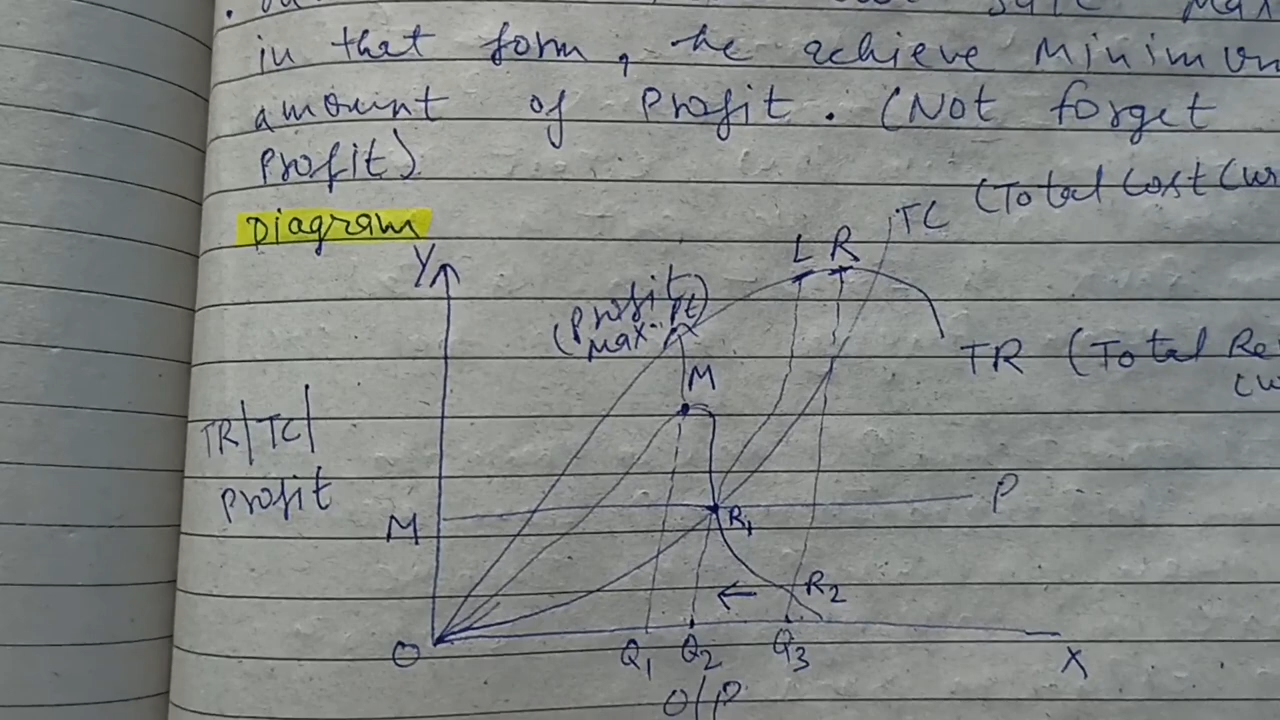 in that form, he achieve Minimum
amount of Profit. (Not forget
Profit)
Diagram
TC (Total Cost
Y
L R
(Profit
Max. Pt)
TR (Total
M
TR|TC|
Profit
M
P
R1
R2
O
Q1 Q2 Q3
X
O/P